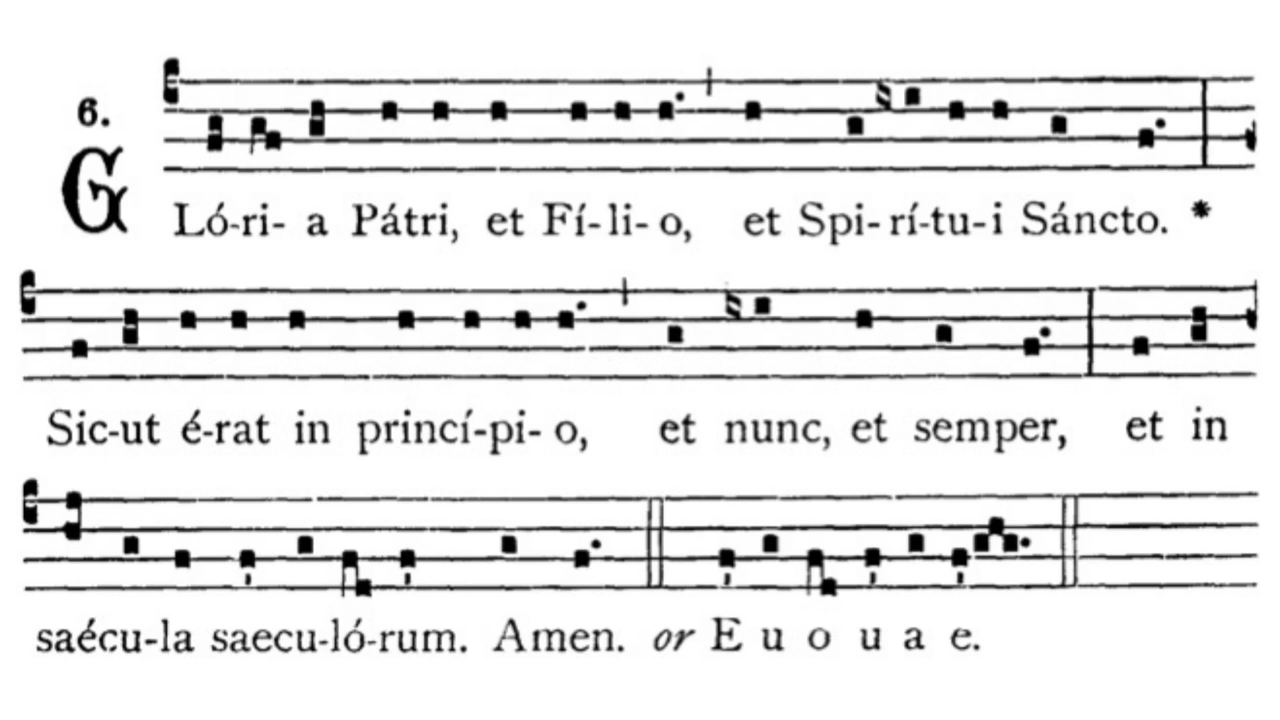 6.
GLó-ri- a Pátri, et Fí-li- o, et Spi-rí-tu-i Sáncto. *
Sic-ut é-rat in princí-pi- o, et nunc, et semper, et in
saécu-la saecu-ló-rum. Amen. or E u o u a e.